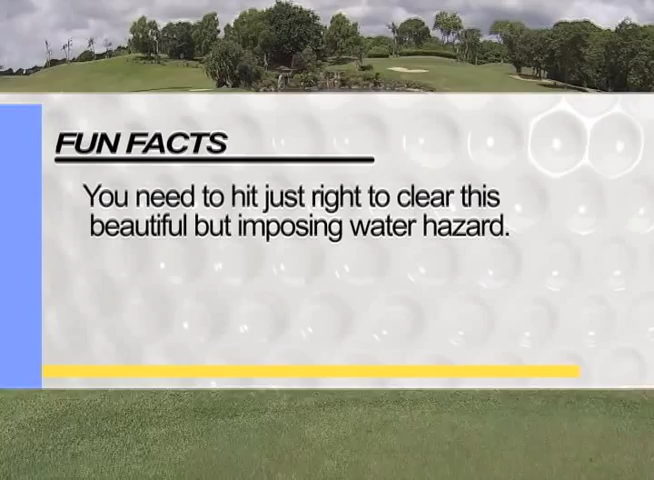 FUN FACTS
You need to hit just right to clear this
beautiful but imposing water hazard.